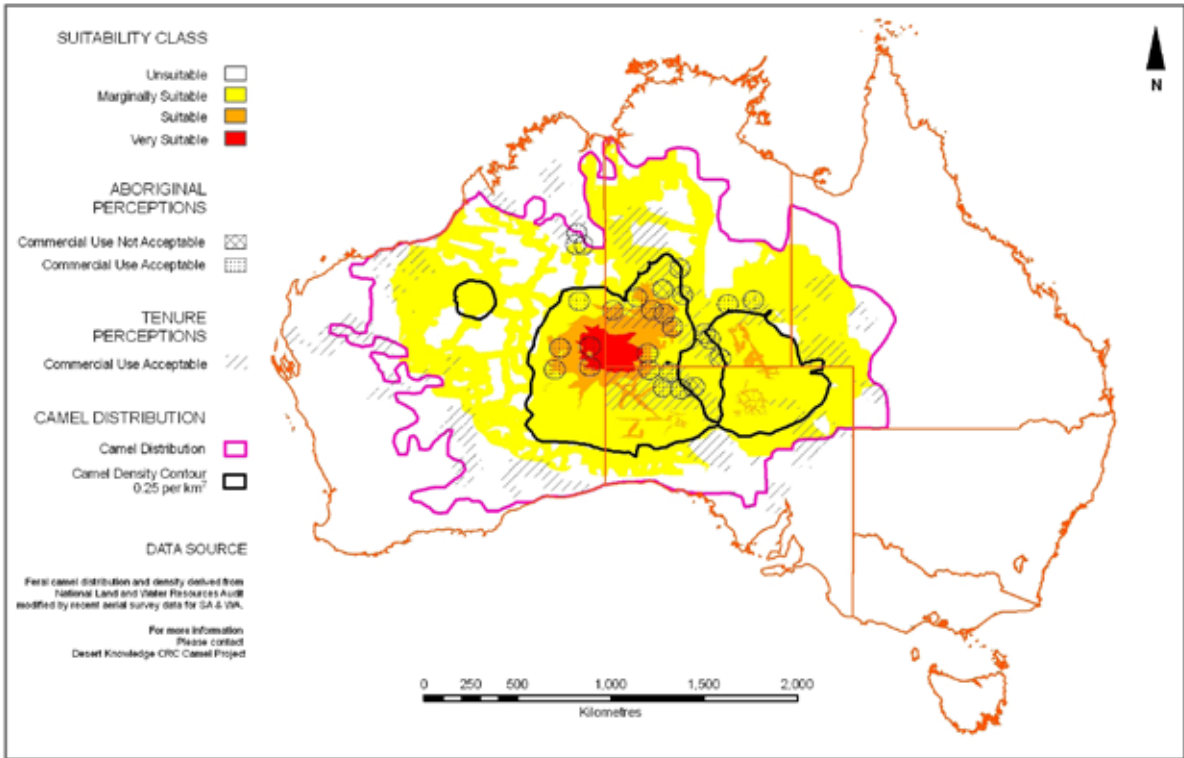 SUITABILITY CLASS
Unsuitable
Marginally Suitable
Suitable
Very Suitable
ABORIGINAL
PERCEPTIONS
Commercial Use Not Acceptable
Commercial Use Acceptable
TENURE
PERCEPTIONS
Commercial Use Acceptable
CAMEL DISTRIBUTION
Camel Distribution
Camel Density Contour
0.25 per km²
DATA SOURCE
Feral camel distribution and density derived from
National Land and Water Resources Audit
modified by recent aerial survey data for SA & WA.
For more information
Please contact
Desert Knowledge CRC Camel Project
N
0 250 500 1,000 1,500 2,000
Kilometres